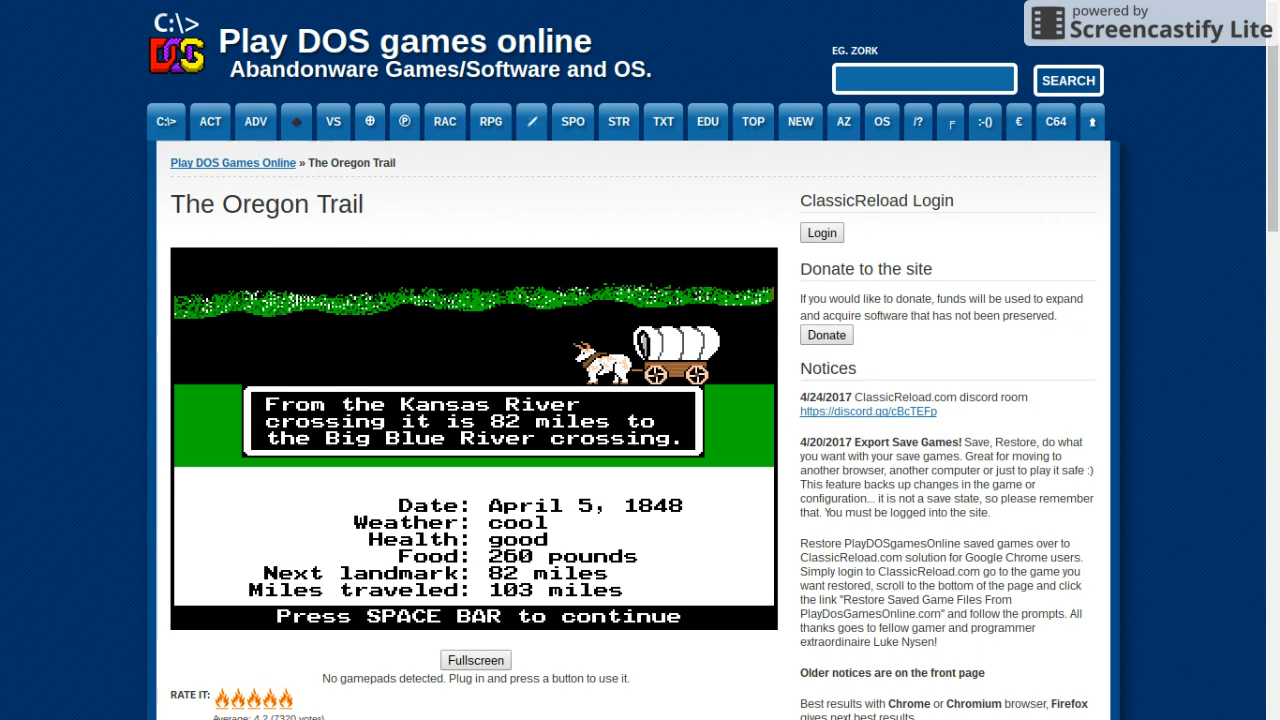 C:\>
DOS
Play DOS games online
Abandonware Games/Software and OS.
powered by
Screencastify Lite
EG. ZORK
SEARCH
C:\> ACT ADV ♠ VS ⊕ Ⓟ RAC RPG SPO STR TXT EDU TOP NEW AZ OS /? ╒ :-() € C64
Play DOS Games Online » The Oregon Trail
The Oregon Trail
From the Kansas River
crossing it is 82 miles to
the Big Blue River crossing.
Date: April 5, 1848
Weather: cool
Health: good
Food: 260 pounds
Next landmark: 82 miles
Miles traveled: 103 miles
Press SPACE BAR to continue
Fullscreen
No gamepads detected. Plug in and press a button to use it.
RATE IT:
Average: 4.2 (7320 votes)
ClassicReload Login
Login
Donate to the site
If you would like to donate, funds will be used to expand
and acquire software that has not been preserved.
Donate
Notices
4/24/2017 ClassicReload.com discord room
https://discord.gg/cBcTEFp
4/20/2017 Export Save Games! Save, Restore, do what
you want with your save games. Great for moving to
another browser, another computer or just to play it safe :)
This feature backs up changes in the game or
configuration... it is not a save state, so please remember
that. You must be logged into the site.
Restore PlayDOSgamesOnline saved games over to
ClassicReload.com solution for Google Chrome users.
Simply login to ClassicReload.com go to the game you
want restored, scroll to the bottom of the page and click
the link "Restore Saved Game Files From
PlayDosGamesOnline.com" and follow the prompts. All
thanks goes to fellow gamer and programmer
extraordinaire Luke Nysen!
Older notices are on the front page
Best results with Chrome or Chromium browser, Firefox
gives next best results.